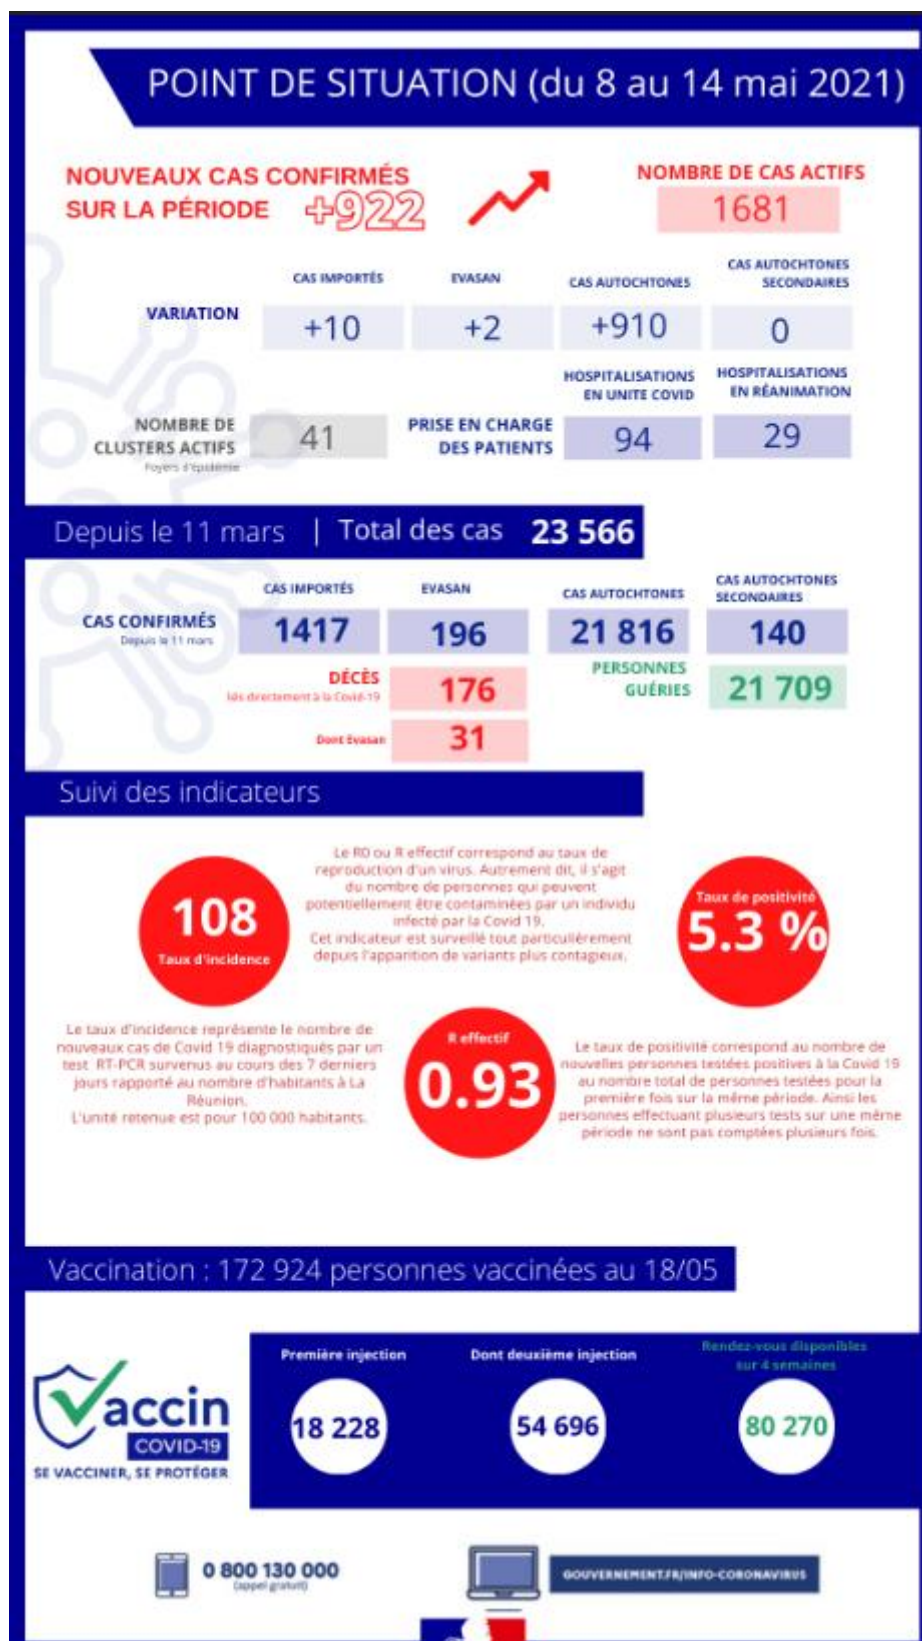 POINT DE SITUATION (du 8 au 14 mai 2021)
NOUVEAUX CAS CONFIRMÉS
SUR LA PÉRIODE +922
NOMBRE DE CAS ACTIFS
1681
VARIATION
CAS IMPORTÉS
+10
EVASAN
+2
CAS AUTOCHTONES
+910
CAS AUTOCHTONES
SECONDAIRES
0
NOMBRE DE
CLUSTERS ACTIFS
Foyers d'épidémie
41
PRISE EN CHARGE
DES PATIENTS
HOSPITALISATIONS
EN UNITE COVID
94
HOSPITALISATIONS
EN RÉANIMATION
29
Depuis le 11 mars | Total des cas 23 566
CAS CONFIRMÉS
Depuis le 11 mars
CAS IMPORTÉS
1417
EVASAN
196
CAS AUTOCHTONES
21 816
CAS AUTOCHTONES
SECONDAIRES
140
DÉCÈS
liés directement à la Covid-19
176
Dont Evasan
31
PERSONNES
GUÉRIES
21 709
Suivi des indicateurs
108
Taux d'incidence
Le R0 ou R effectif correspond au taux de
reproduction d'un virus. Autrement dit, il s'agit
du nombre de personnes qui peuvent
potentiellement être contaminées par un individu
infecté par la Covid 19.
Cet indicateur est surveillé tout particulièrement
depuis l'apparition de variants plus contagieux.
Taux de positivité
5.3 %
Le taux d'incidence représente le nombre de
nouveaux cas de Covid 19 diagnostiqués par un
test RT-PCR survenus au cours des 7 derniers
jours rapporté au nombre d'habitants à La
Réunion.
L'unité retenue est pour 100 000 habitants.
R effectif
0.93
Le taux de positivité correspond au nombre de
nouvelles personnes testées positives à la Covid 19
au nombre total de personnes testées pour la
première fois sur la même période. Ainsi les
personnes effectuant plusieurs tests sur une même
période ne sont pas comptées plusieurs fois.
Vaccination : 172 924 personnes vaccinées au 18/05
Vaccin
COVID-19
SE VACCINER, SE PROTÉGER
Première injection
18 228
Dont deuxième injection
54 696
Rendez-vous disponibles
sur 4 semaines
80 270
0 800 130 000
(appel gratuit)
GOUVERNEMENT.FR/INFO-CORONAVIRUS